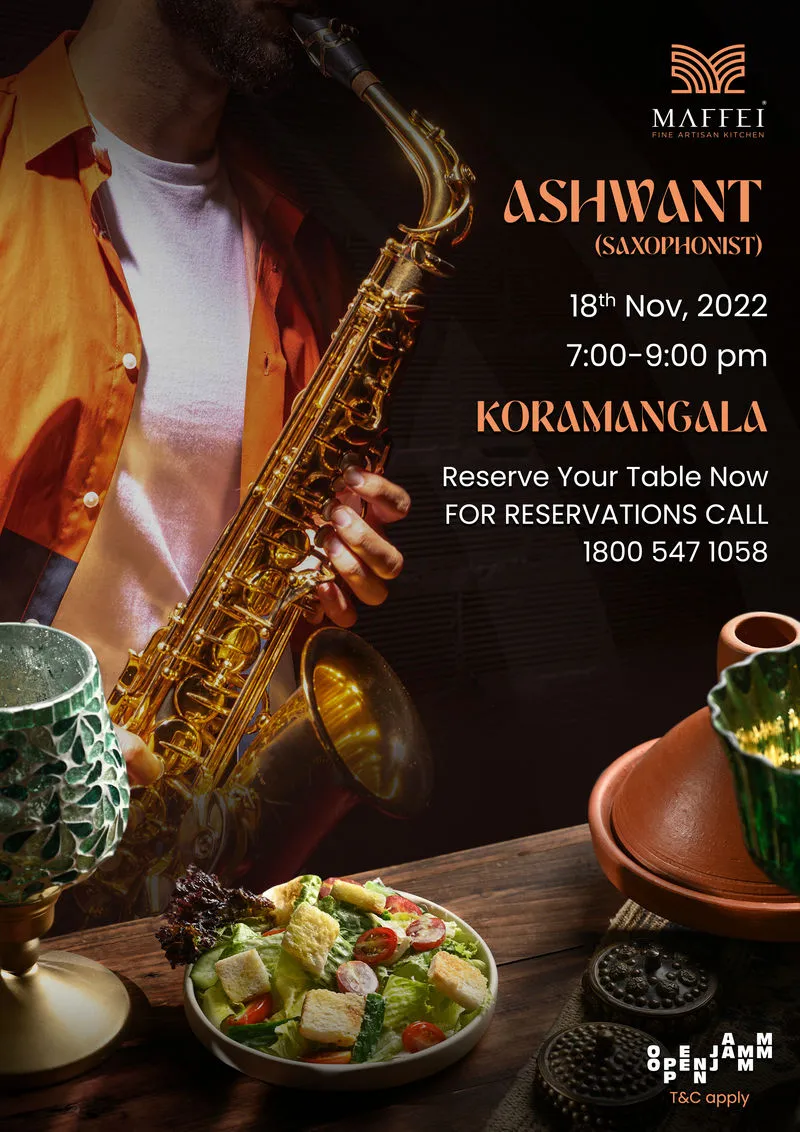 MAFFEI®
FINE ARTISAN KITCHEN
ASHWANT
(SAXOPHONIST)
18th Nov, 2022
7:00-9:00 pm
KORAMANGALA
Reserve Your Table Now
FOR RESERVATIONS CALL
1800 547 1058
OPENJAMM
T&C apply